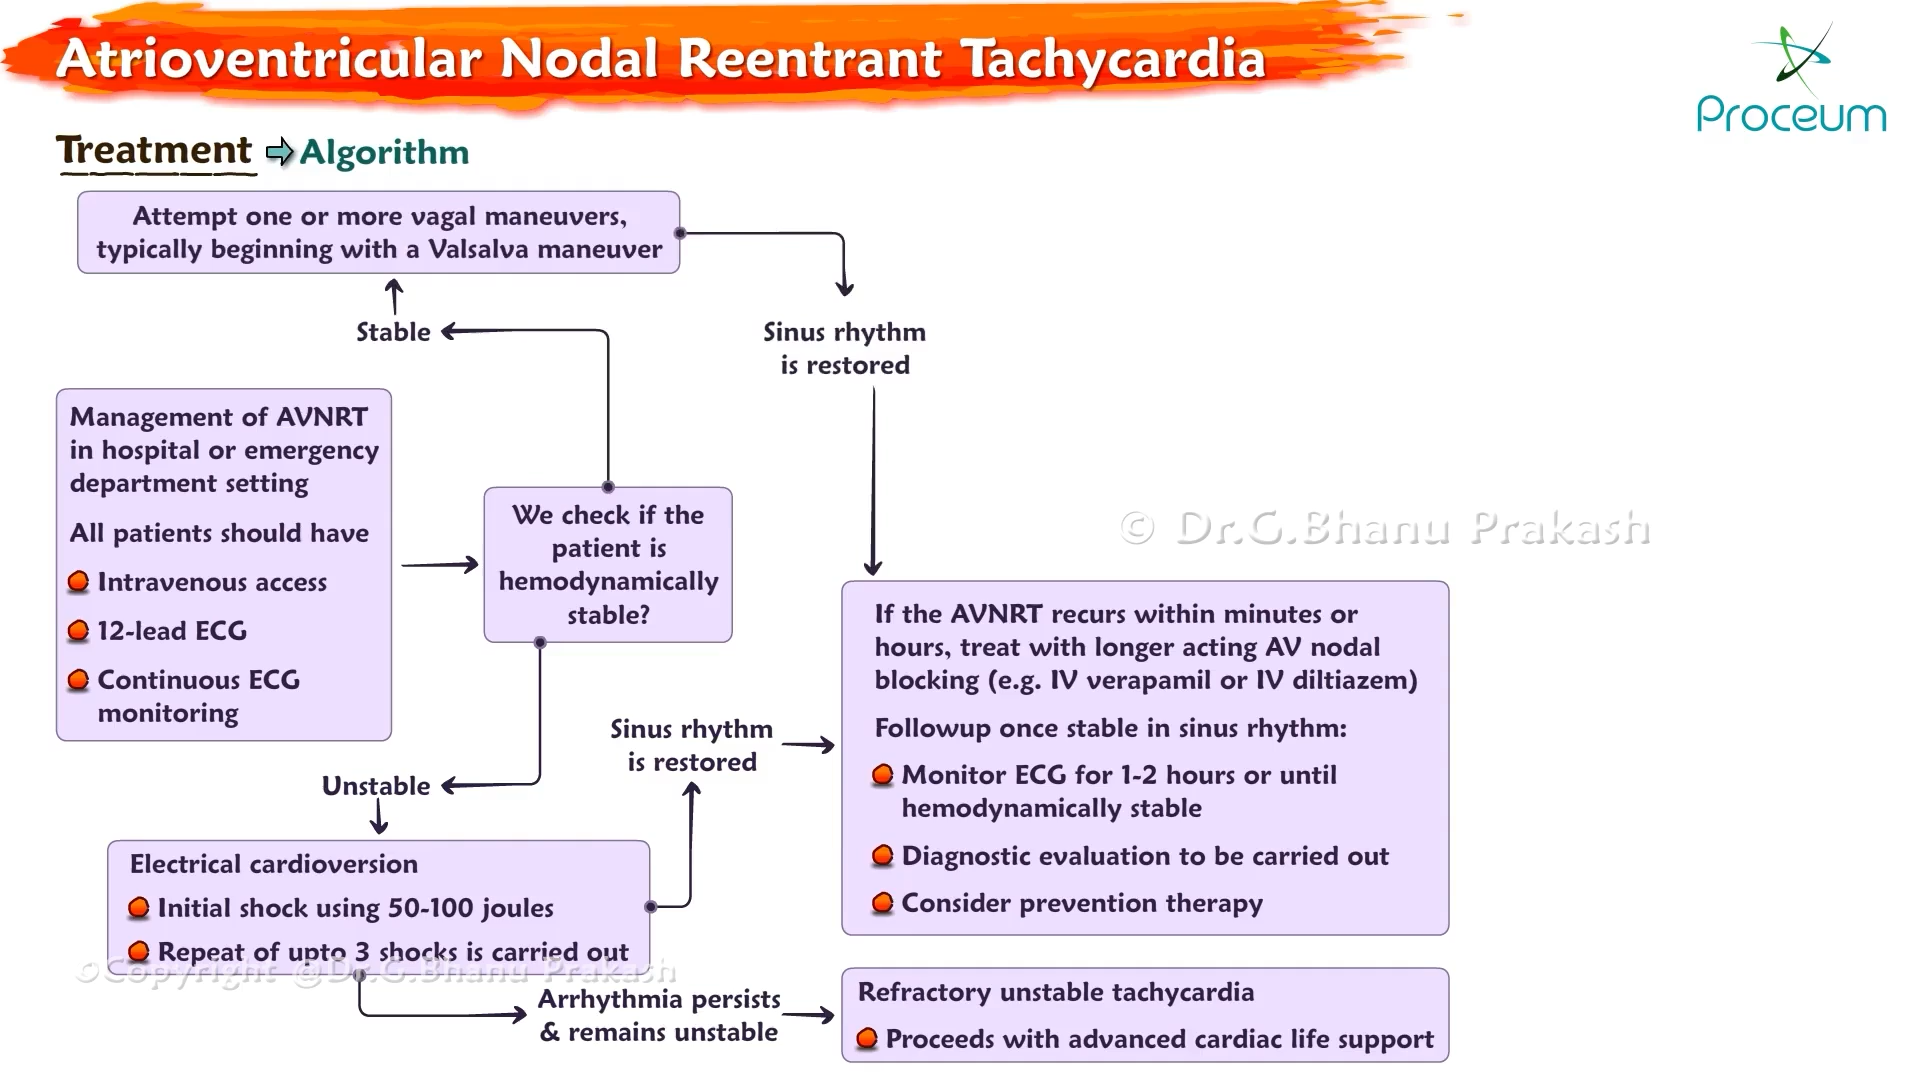 Atrioventricular Nodal Reentrant Tachycardia
Proceum
Treatment Algorithm
Attempt one or more vagal maneuvers,
typically beginning with a Valsalva maneuver
Stable
Sinus rhythm
is restored
Management of AVNRT
in hospital or emergency
department setting
All patients should have
Intravenous access
12-lead ECG
Continuous ECG
monitoring
We check if the
patient is
hemodynamically
stable?
© Dr.G.Bhanu Prakash
Unstable
Sinus rhythm
is restored
If the AVNRT recurs within minutes or
hours, treat with longer acting AV nodal
blocking (e.g. IV verapamil or IV diltiazem)
Followup once stable in sinus rhythm:
Monitor ECG for 1-2 hours or until
hemodynamically stable
Diagnostic evaluation to be carried out
Consider prevention therapy
Electrical cardioversion
Initial shock using 50-100 joules
Repeat of upto 3 shocks is carried out
©Copyright @Dr.G.Bhanu Prakash
Arrhythmia persists
& remains unstable
Refractory unstable tachycardia
Proceeds with advanced cardiac life support